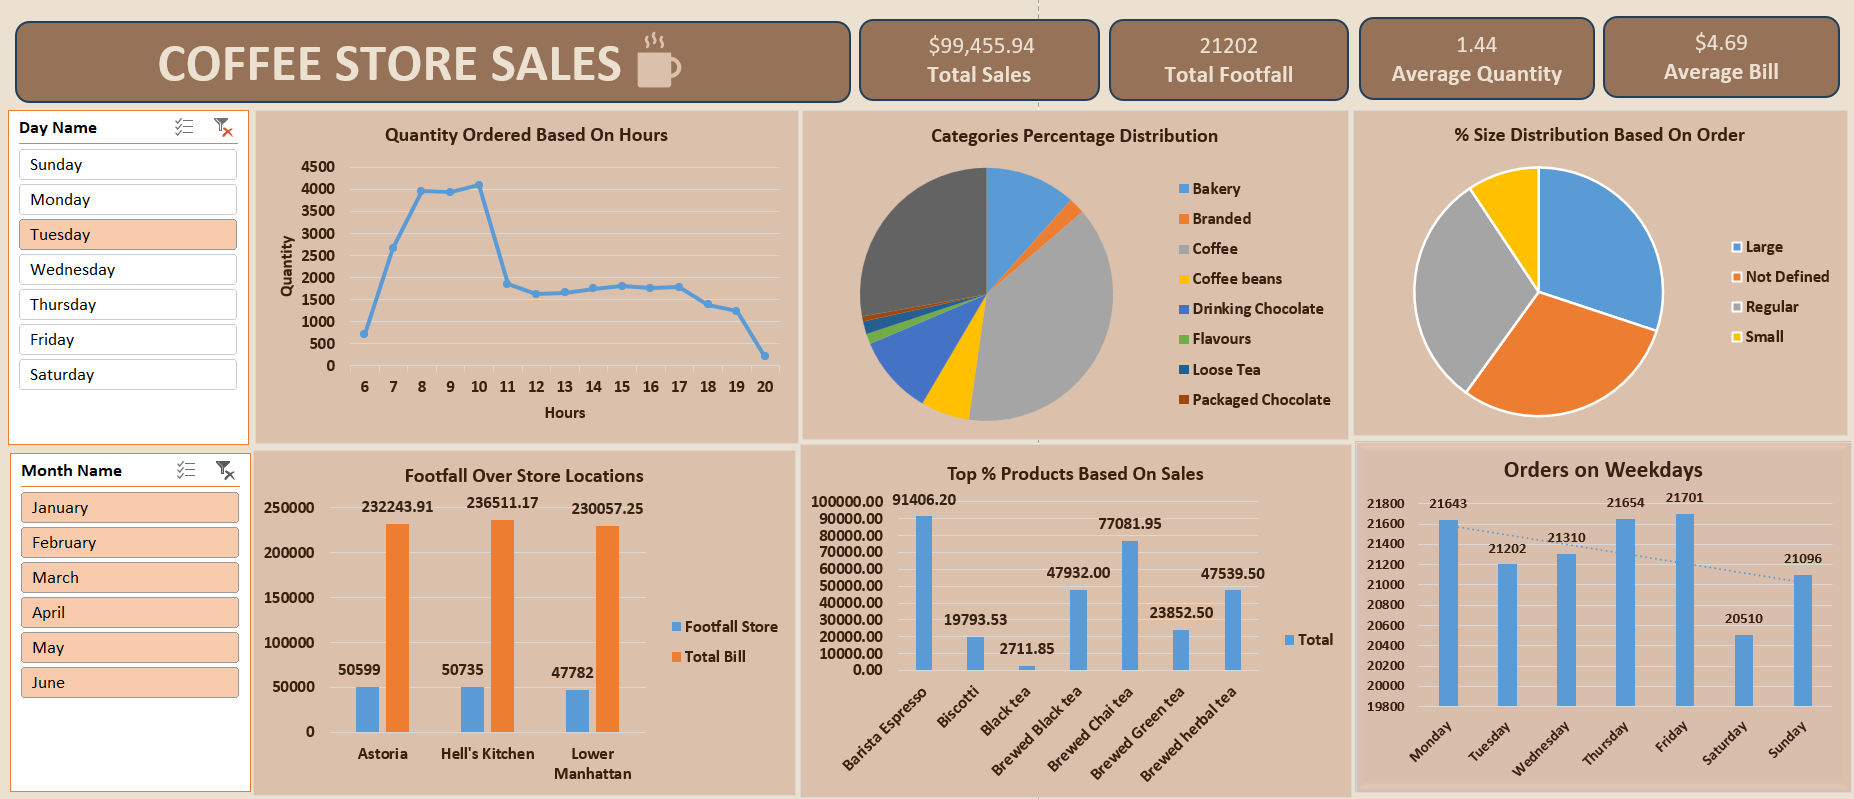 COFFEE STORE SALES
$99,455.94
Total Sales
21202
Total Footfall
1.44
Average Quantity
$4.69
Average Bill
Day Name
Sunday
Monday
Tuesday
Wednesday
Thursday
Friday
Saturday
Quantity Ordered Based On Hours
Quantity
4500
4000
3500
3000
2500
2000
1500
1000
500
0
6 7 8 9 10 11 12 13 14 15 16 17 18 19 20
Hours
Categories Percentage Distribution
Bakery
Branded
Coffee
Coffee beans
Drinking Chocolate
Flavours
Loose Tea
Packaged Chocolate
% Size Distribution Based On Order
Large
Not Defined
Regular
Small
Month Name
January
February
March
April
May
June
Footfall Over Store Locations
250000
200000
150000
100000
50000
0
232243.91
236511.17
230057.25
50599
50735
47782
Astoria
Hell's Kitchen
Lower
Manhattan
Footfall Store
Total Bill
Top % Products Based On Sales
100000.00
90000.00
80000.00
70000.00
60000.00
50000.00
40000.00
30000.00
20000.00
10000.00
0.00
91406.20
19793.53
2711.85
47932.00
77081.95
23852.50
47539.50
Barista Espresso
Biscotti
Black tea
Brewed Black tea
Brewed Chai tea
Brewed Green tea
Brewed herbal tea
Total
Orders on Weekdays
21800
21600
21400
21200
21000
20800
20600
20400
20200
20000
19800
21643
21202
21310
21654
21701
20510
21096
Monday
Tuesday
Wednesday
Thursday
Friday
Saturday
Sunday